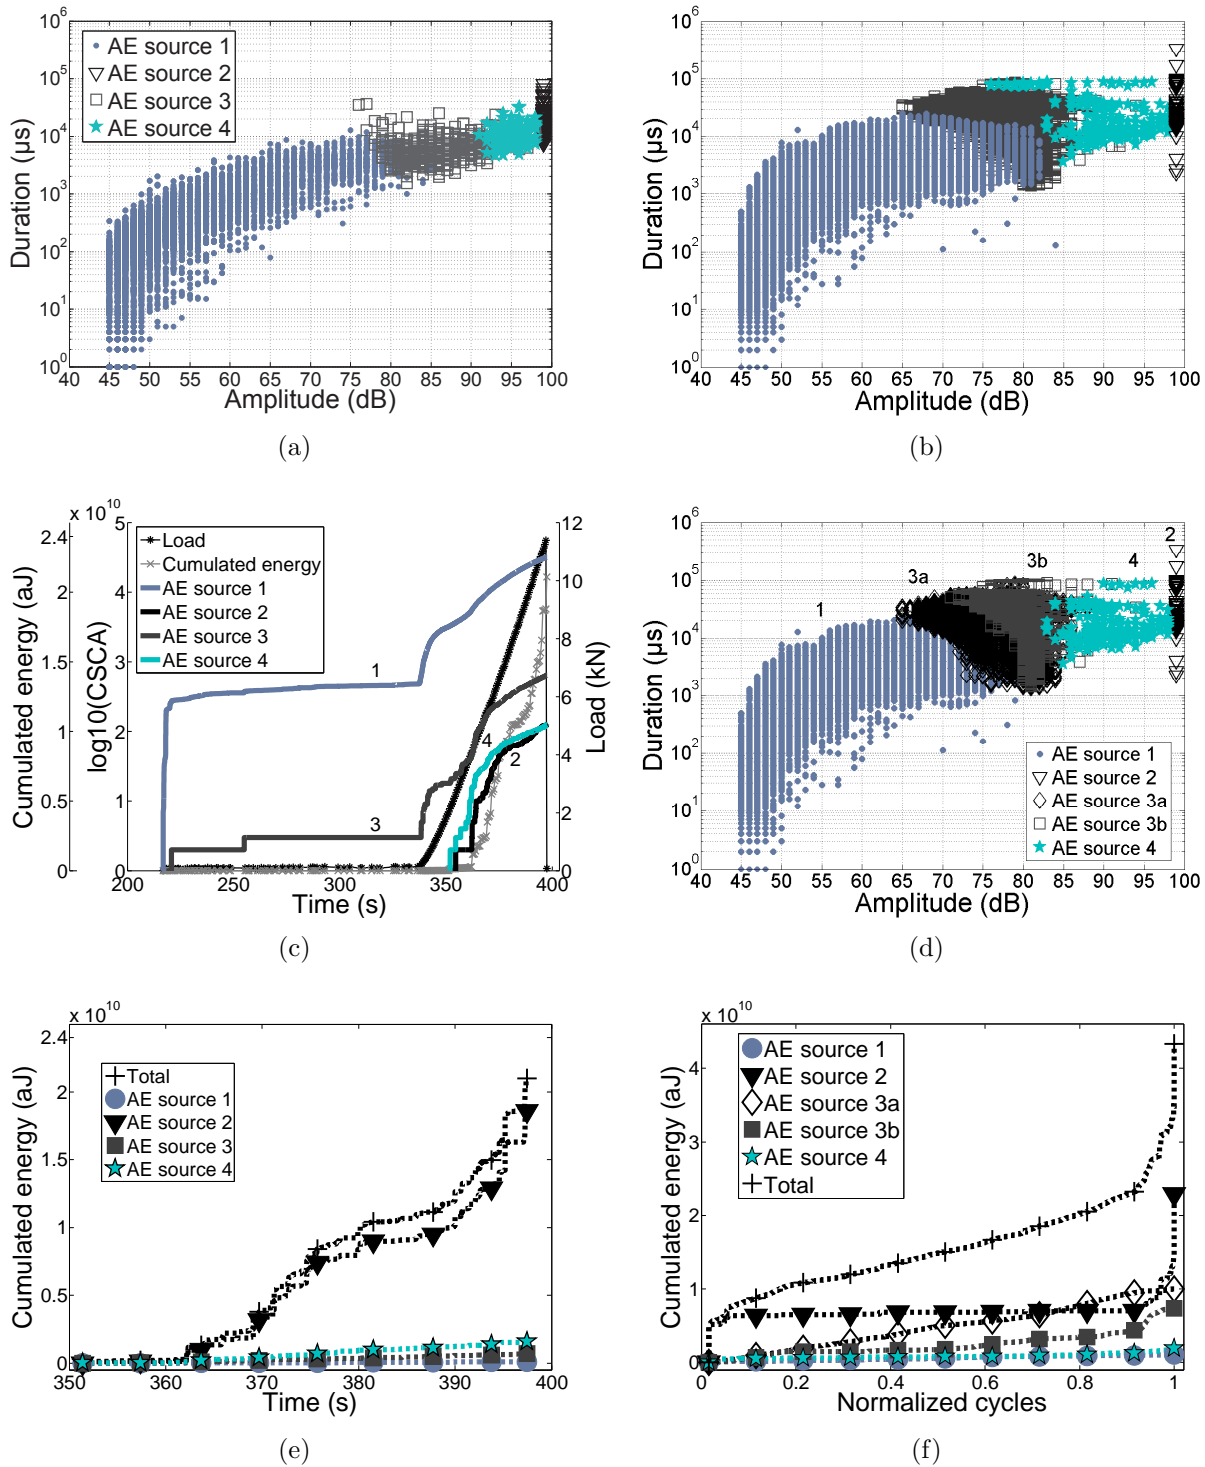 10^6
10^5
10^4
10^3
10^2
10^1
10^0
Duration (µs)
AE source 1
AE source 2
AE source 3
AE source 4
40 45 50 55 60 65 70 75 80 85 90 95 100
Amplitude (dB)
(a)
10^6
10^5
10^4
10^3
10^2
10^1
10^0
Duration (µs)
40 45 50 55 60 65 70 75 80 85 90 95 100
Amplitude (dB)
(b)
x 10^10
2.4
1.5
0.5
0
Cumulated energy (aJ)
5
4
3
2
1
0
log10(CSCA)
Load
Cumulated energy
AE source 1
AE source 2
AE source 3
AE source 4
1
3
4
2
12
10
8
6
4
2
0
Load (kN)
200 250 300 350 400
Time (s)
(c)
10^6
10^5
10^4
10^3
10^2
10^1
10^0
Duration (µs)
1
3a
3b
4
2
AE source 1
AE source 2
AE source 3a
AE source 3b
AE source 4
40 45 50 55 60 65 70 75 80 85 90 95 100
Amplitude (dB)
(d)
x 10^10
2.4
2
1.5
1
0.5
0
Cumulated energy (aJ)
Total
AE source 1
AE source 2
AE source 3
AE source 4
350 360 370 380 390 400
Time (s)
(e)
x 10^10
4
2
1
0
Cumulated energy (aJ)
AE source 1
AE source 2
AE source 3a
AE source 3b
AE source 4
Total
0 0.2 0.4 0.6 0.8 1
Normalized cycles
(f)